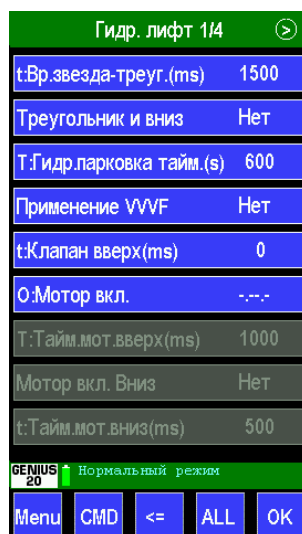 Гидр. лифт 1/4 >
t:Вр.звезда-треуг.(ms) 1500
Треугольник и вниз Нет
T:Гидр.парковка тайм.(s) 600
Применение VVVF Нет
t:Клапан вверх(ms) 0
O:Мотор вкл. -.--.-
T:Тайм.мот.вверх(ms) 1000
Мотор вкл. Вниз Нет
t:Тайм.мот.вниз(ms) 500
GENIUS 20 Нормальный режим
Menu CMD <= ALL OK